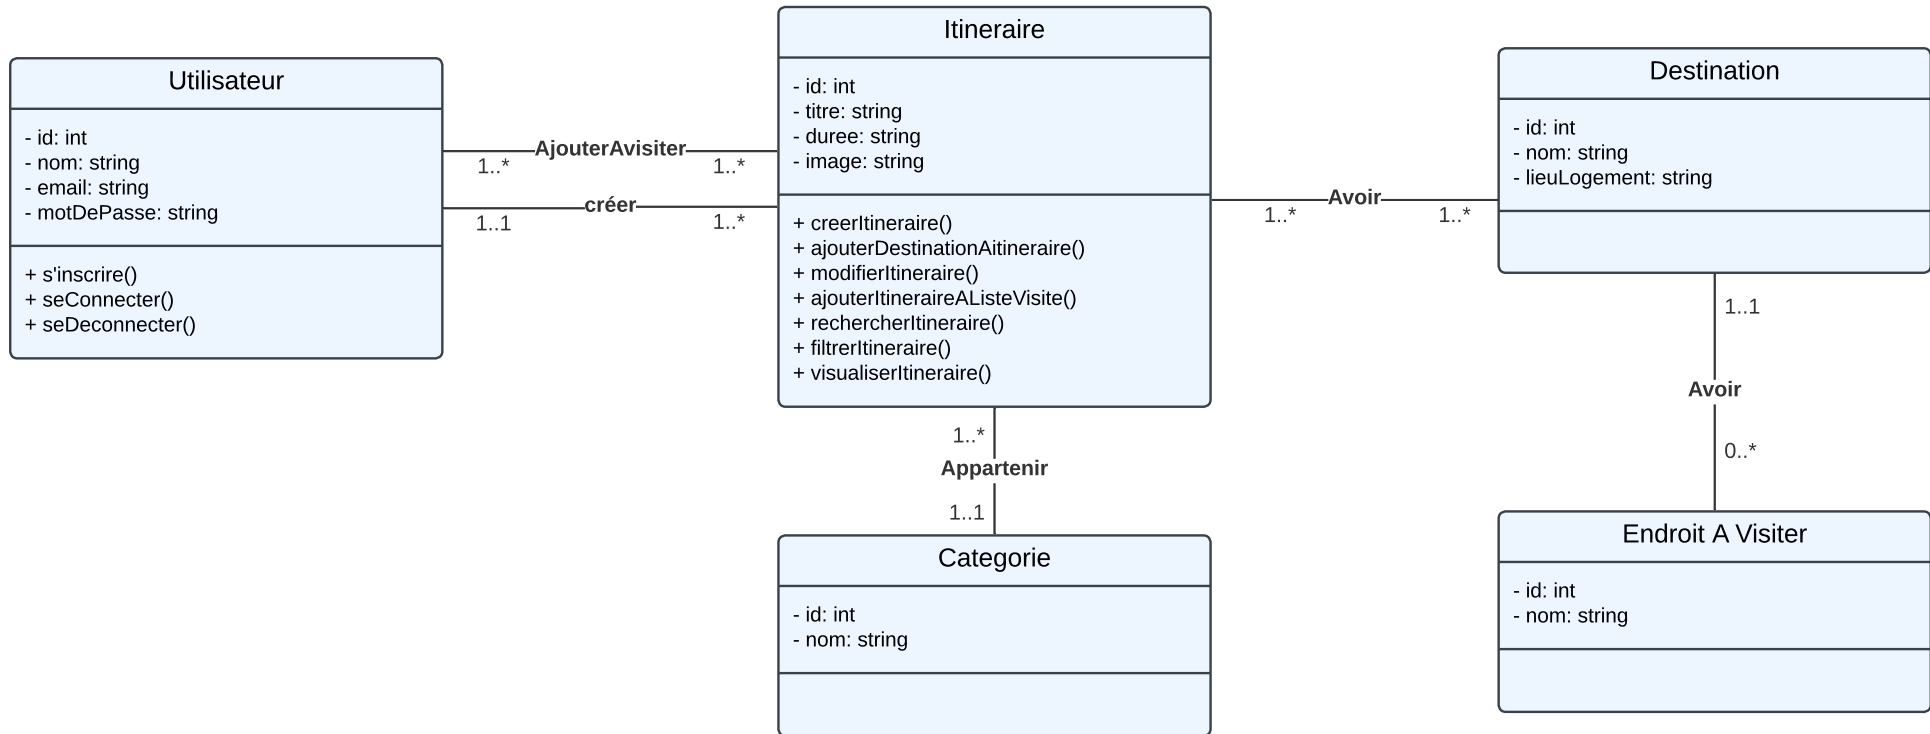 Utilisateur
- id: int
- nom: string
- email: string
- motDePasse: string
+ s'inscrire()
+ seConnecter()
+ seDeconnecter()
AjouterAvisiter
1..*
1..*
créer
1..1
1..*
Itineraire
- id: int
- titre: string
- duree: string
- image: string
+ creerItineraire()
+ ajouterDestinationAitineraire()
+ modifierItineraire()
+ ajouterItineraireAListeVisite()
+ rechercherItineraire()
+ filtrerItineraire()
+ visualiserItineraire()
Avoir
1..*
1..*
Destination
- id: int
- nom: string
- lieuLogement: string
1..1
Avoir
0..*
1..*
Appartenir
1..1
Categorie
- id: int
- nom: string
Endroit A Visiter
- id: int
- nom: string